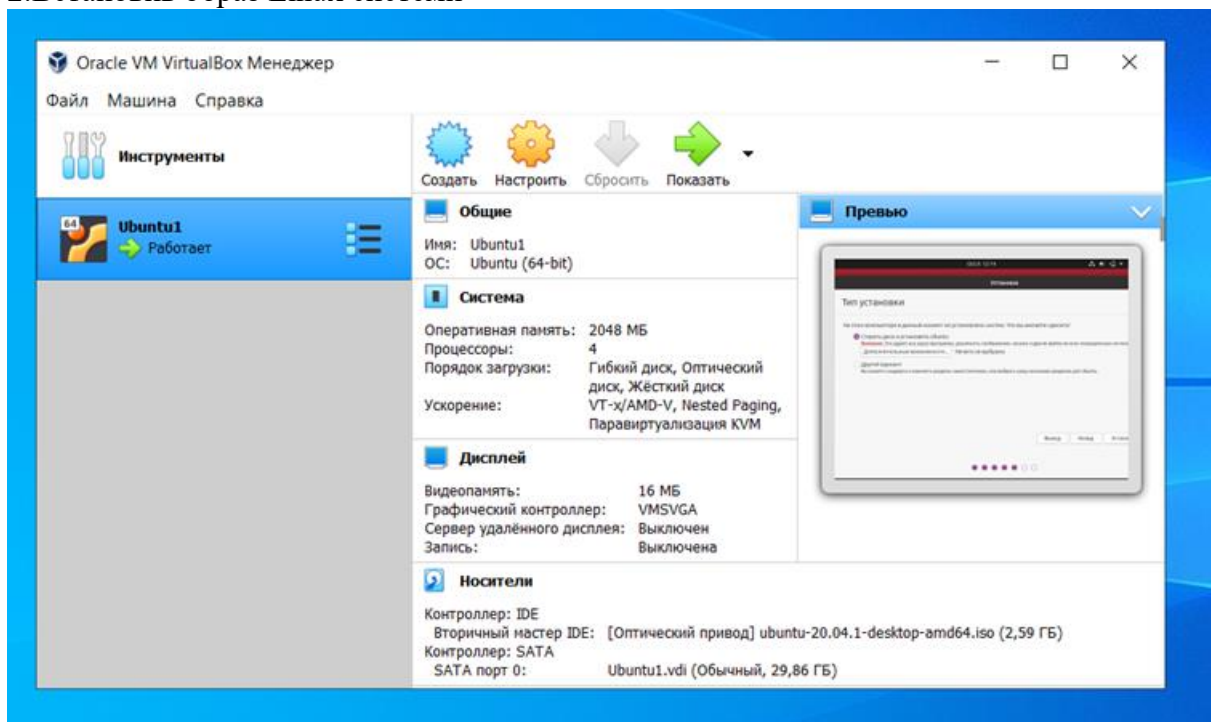 Oracle VM VirtualBox Менеджер
Файл Машина Справка
Инструменты
Создать Настроить Сбросить Показать
64
Ubuntu1
Работает
Общие
Имя: Ubuntu1
ОС: Ubuntu (64-bit)
Система
Оперативная память: 2048 МБ
Процессоры: 4
Порядок загрузки: Гибкий диск, Оптический
диск, Жёсткий диск
Ускорение: VT-x/AMD-V, Nested Paging,
Паравиртуализация KVM
Дисплей
Видеопамять: 16 МБ
Графический контроллер: VMSVGA
Сервер удалённого дисплея: Выключен
Запись: Выключена
Превью
Установка
Тип установки
Выход Назад
Носители
Контроллер: IDE
Вторичный мастер IDE: [Оптический привод] ubuntu-20.04.1-desktop-amd64.iso (2,59 ГБ)
Контроллер: SATA
SATA порт 0: Ubuntu1.vdi (Обычный, 29,86 ГБ)